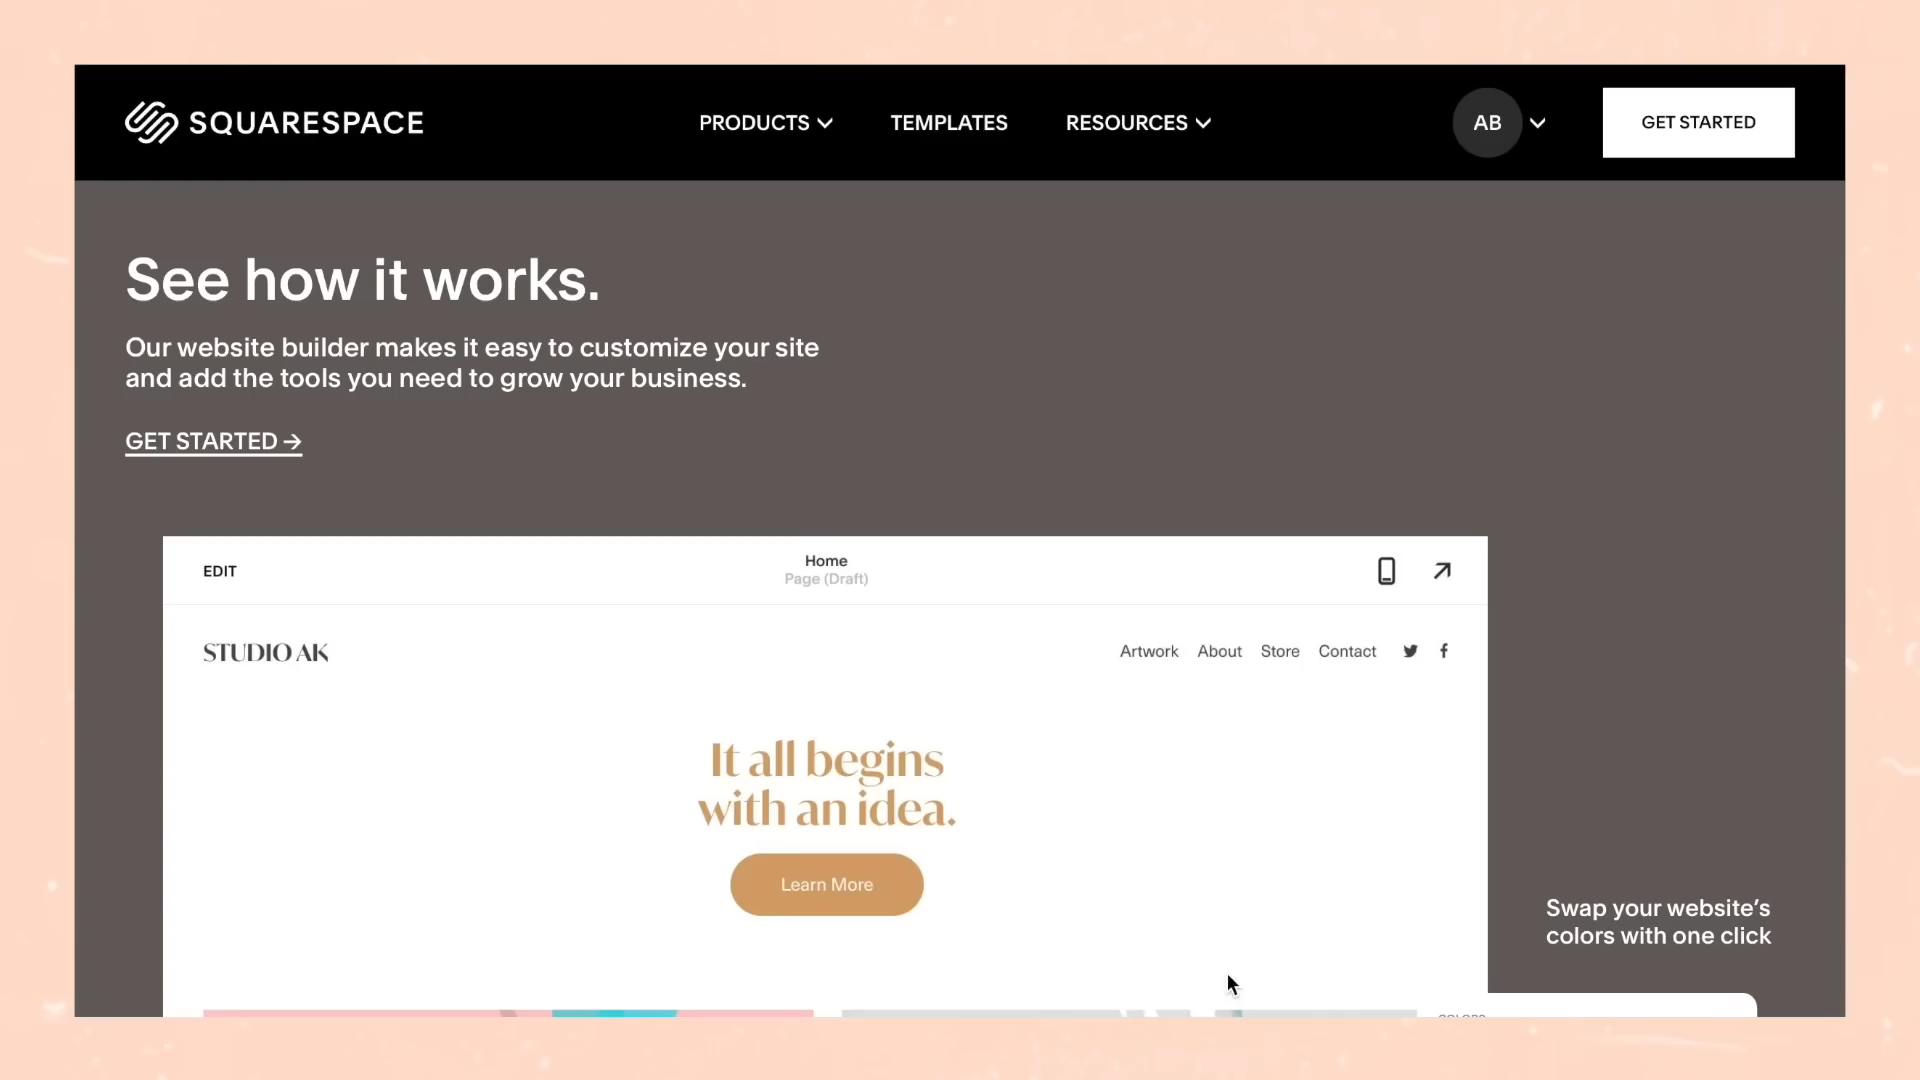 SQUARESPACE
PRODUCTS
TEMPLATES
RESOURCES
AB
GET STARTED
See how it works.
Our website builder makes it easy to customize your site
and add the tools you need to grow your business.
GET STARTED →
EDIT
Home
Page (Draft)
STUDIO AK
Artwork
About
Store
Contact
It all begins
with an idea.
Learn More
Swap your website’s
colors with one click